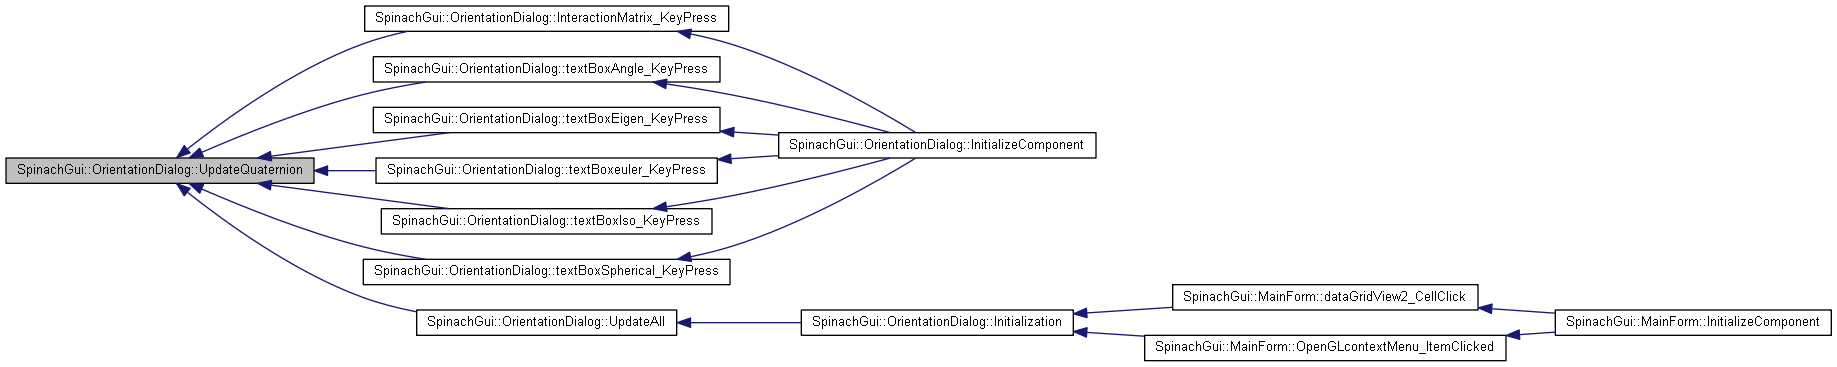 SpinachGui::OrientationDialog::InteractionMatrix_KeyPress
SpinachGui::OrientationDialog::textBoxAngle_KeyPress
SpinachGui::OrientationDialog::textBoxEigen_KeyPress
SpinachGui::OrientationDialog::InitializeComponent
SpinachGui::OrientationDialog::UpdateQuaternion
SpinachGui::OrientationDialog::textBoxeuler_KeyPress
SpinachGui::OrientationDialog::textBoxIso_KeyPress
SpinachGui::OrientationDialog::textBoxSpherical_KeyPress
SpinachGui::MainForm::dataGridView2_CellClick
SpinachGui::OrientationDialog::UpdateAll
SpinachGui::OrientationDialog::Initialization
SpinachGui::MainForm::InitializeComponent
SpinachGui::MainForm::OpenGLcontextMenu_ItemClicked